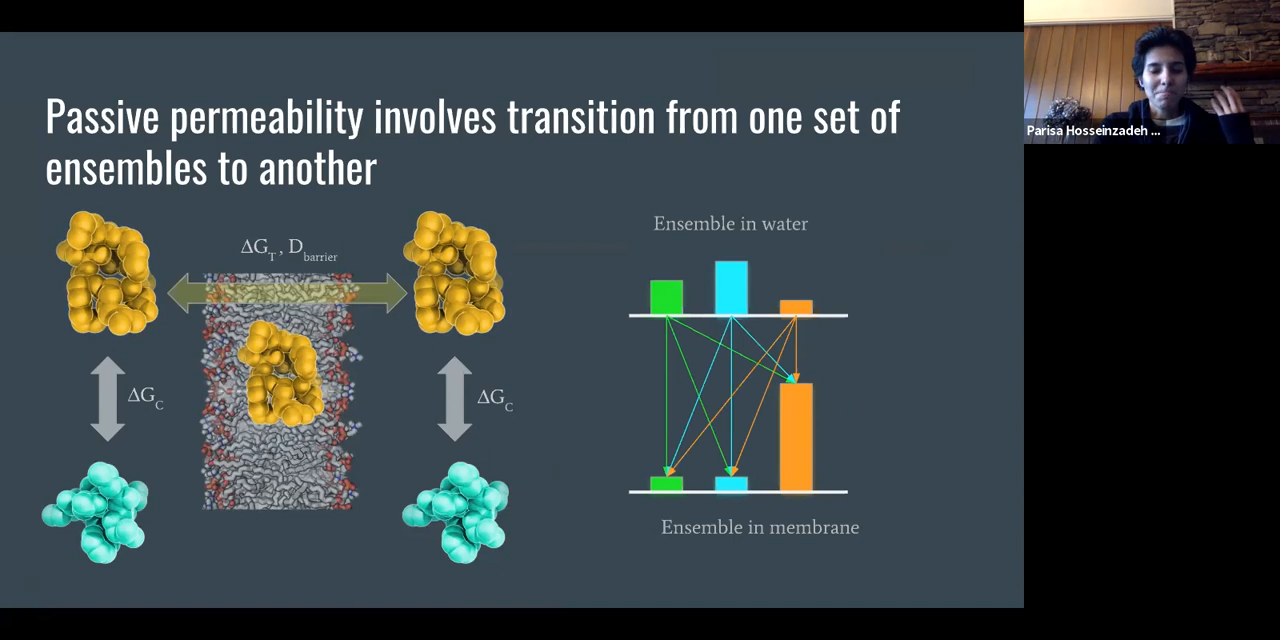 Passive permeability involves transition from one set of
ensembles to another
ΔG_T , D_barrier
ΔG_C
ΔG_C
Ensemble in water
Ensemble in membrane
Parisa Hosseinzadeh ...